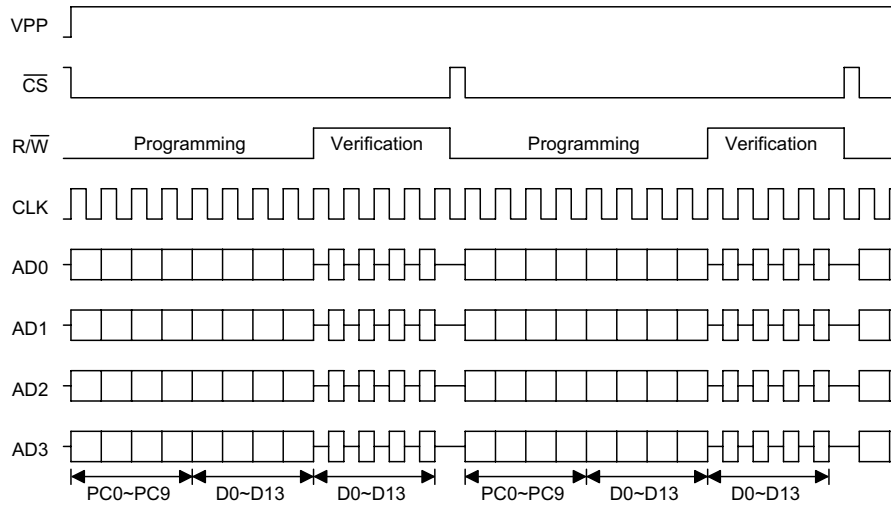 VPP
C̅S̅
R/W̅ Programming Verification Programming Verification
CLK
AD0
AD1
AD2
AD3
PC0~PC9 D0~D13 D0~D13 PC0~PC9 D0~D13 D0~D13